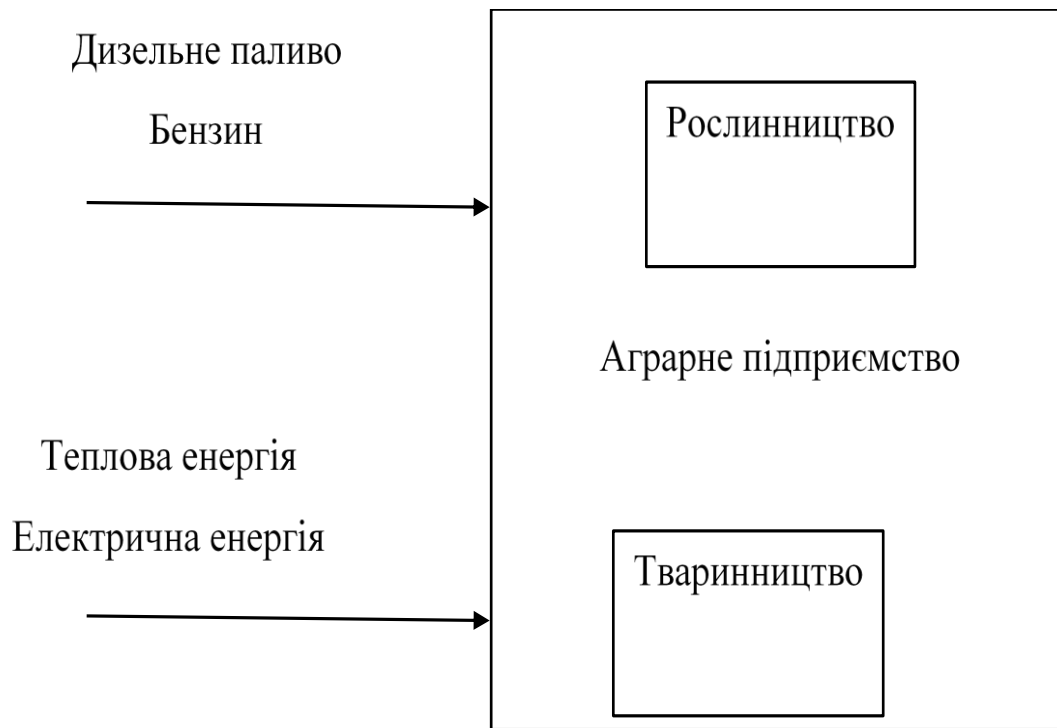 Дизельне паливо
Бензин
Рослинництво
Аграрне підприємство
Теплова енергія
Електрична енергія
Тваринництво